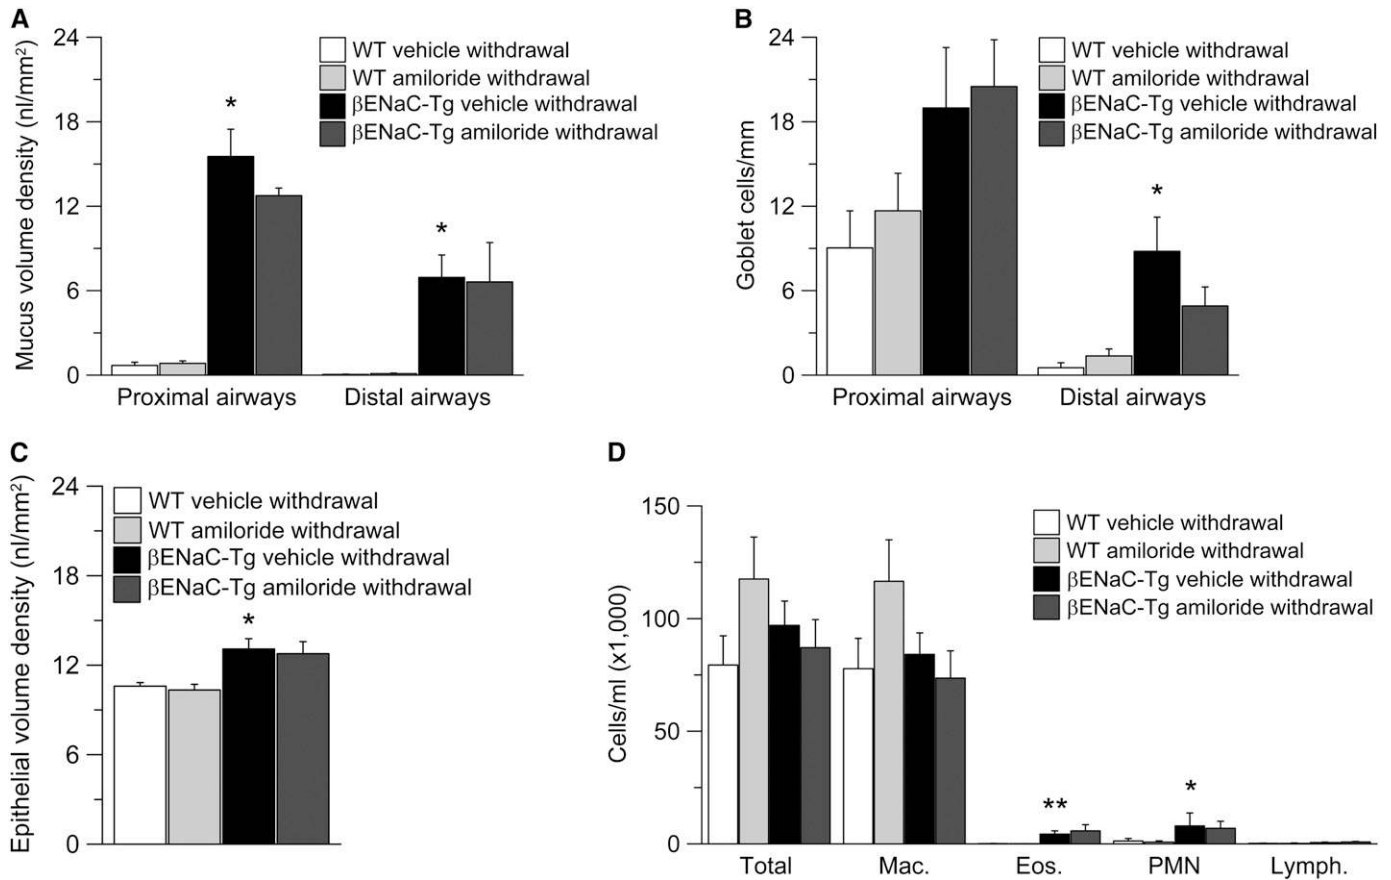 A
Mucus volume density (nl/mm²)
24
18
12
6
0
WT vehicle withdrawal
WT amiloride withdrawal
βENaC-Tg vehicle withdrawal
βENaC-Tg amiloride withdrawal
*
*
Proximal airways
Distal airways
B
Goblet cells/mm
24
18
12
6
0
WT vehicle withdrawal
WT amiloride withdrawal
βENaC-Tg vehicle withdrawal
βENaC-Tg amiloride withdrawal
*
Proximal airways
Distal airways
C
Epithelial volume density (nl/mm²)
24
18
12
6
0
WT vehicle withdrawal
WT amiloride withdrawal
βENaC-Tg vehicle withdrawal
βENaC-Tg amiloride withdrawal
*
D
Cells/ml (x1,000)
150
100
50
0
WT vehicle withdrawal
WT amiloride withdrawal
βENaC-Tg vehicle withdrawal
βENaC-Tg amiloride withdrawal
**
*
Total
Mac.
Eos.
PMN
Lymph.